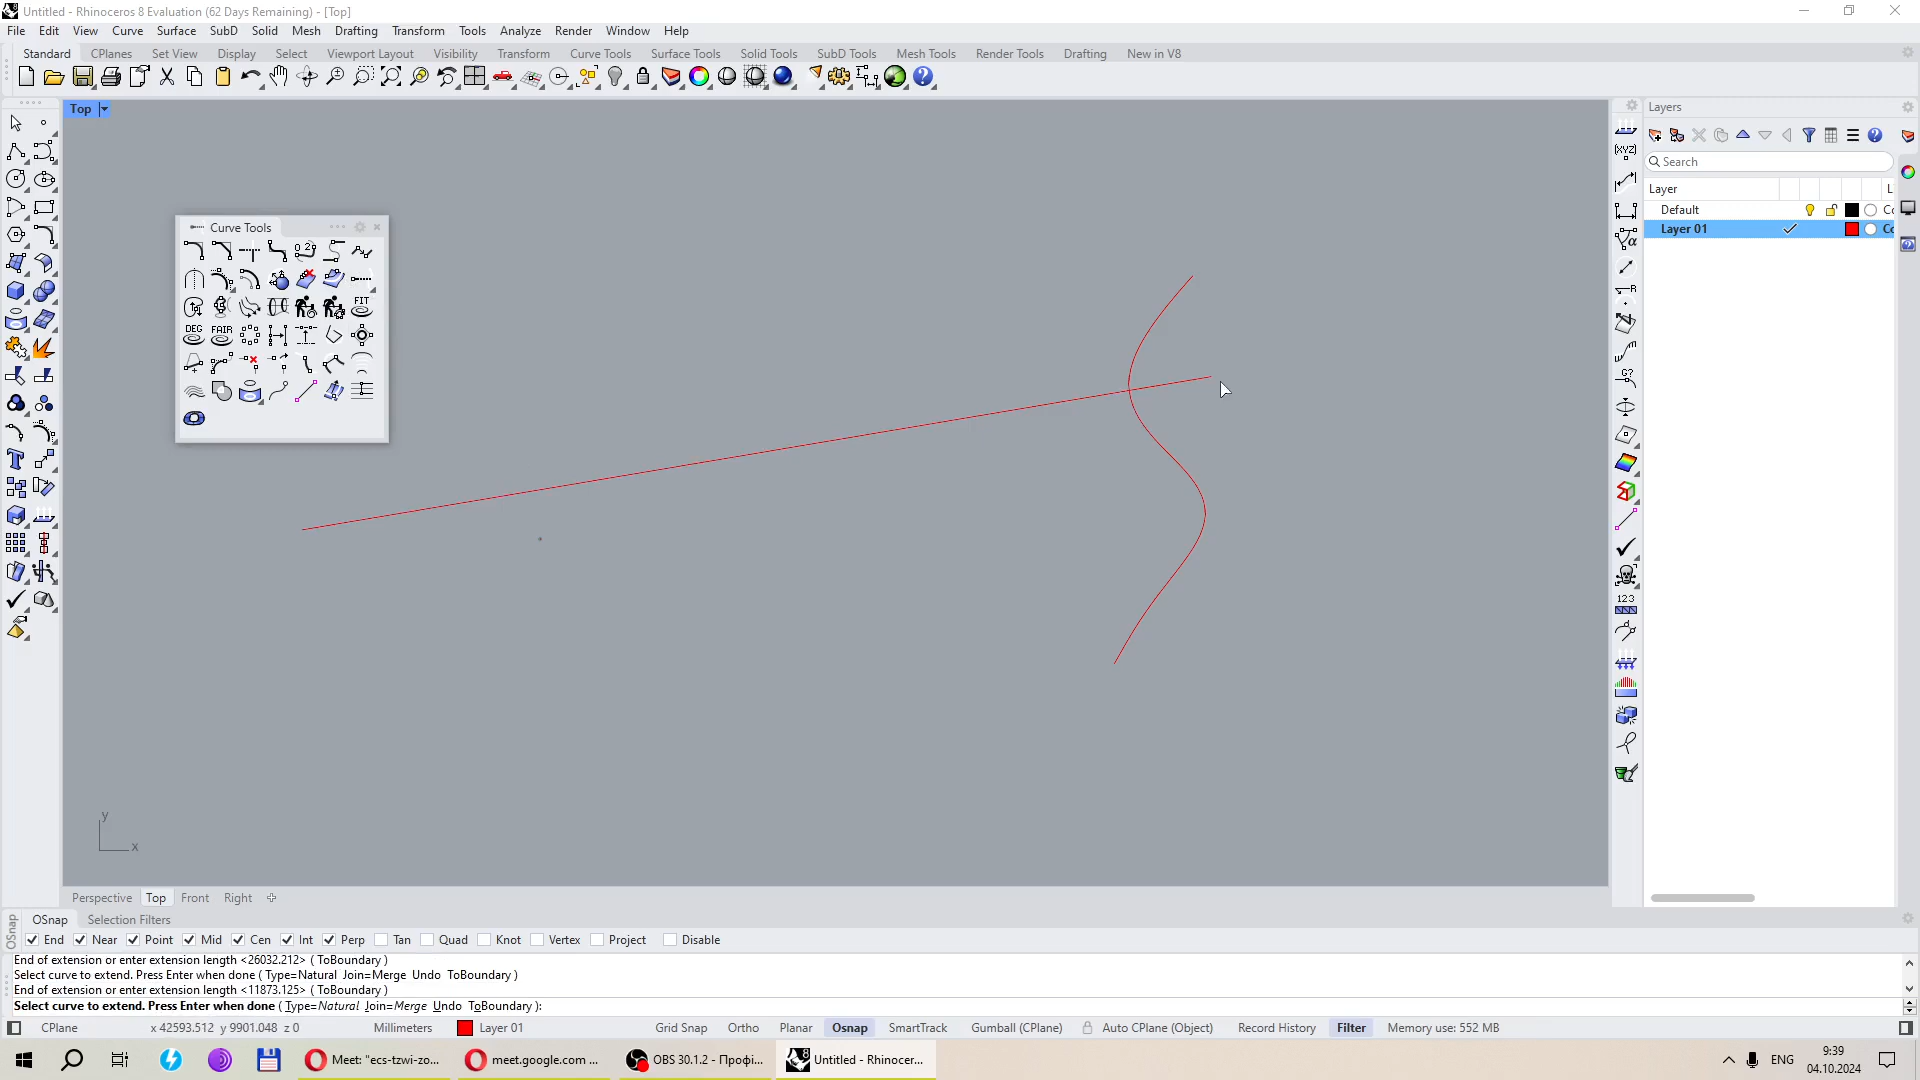 Untitled - Rhinoceros 8 Evaluation (62 Days Remaining) - [Top]
File Edit View Curve Surface SubD Solid Mesh Drafting Transform Tools Analyze Render Window Help
Standard CPlanes Set View Display Select Viewport Layout Visibility Transform Curve Tools Surface Tools Solid Tools SubD Tools Mesh Tools Render Tools Drafting New in V8
Top
Layers
Search
Layer L
Default Co
Layer 01 Co
Curve Tools
FIT
DEG FAIR
(XYZ)
R
G?
123
y
x
Perspective Top Front Right
OSnap Selection Filters
OSnap
End Near Point Mid Cen Int Perp Tan Quad Knot Vertex Project Disable
End of extension or enter extension length <26032.212> ( ToBoundary )
Select curve to extend. Press Enter when done ( Type=Natural Join=Merge Undo ToBoundary )
End of extension or enter extension length <11873.125> ( ToBoundary )
Select curve to extend. Press Enter when done ( Type=Natural Join=Merge Undo ToBoundary ):
CPlane x 42593.512 y 9901.048 z 0 Millimeters Layer 01 Grid Snap Ortho Planar Osnap SmartTrack Gumball (CPlane) Auto CPlane (Object) Record History Filter Memory use: 552 MB
Meet: "ecs-tzwi-zo... meet.google.com ... OBS 30.1.2 - Профі... Untitled - Rhinocer... ENG 9:39
04.10.2024